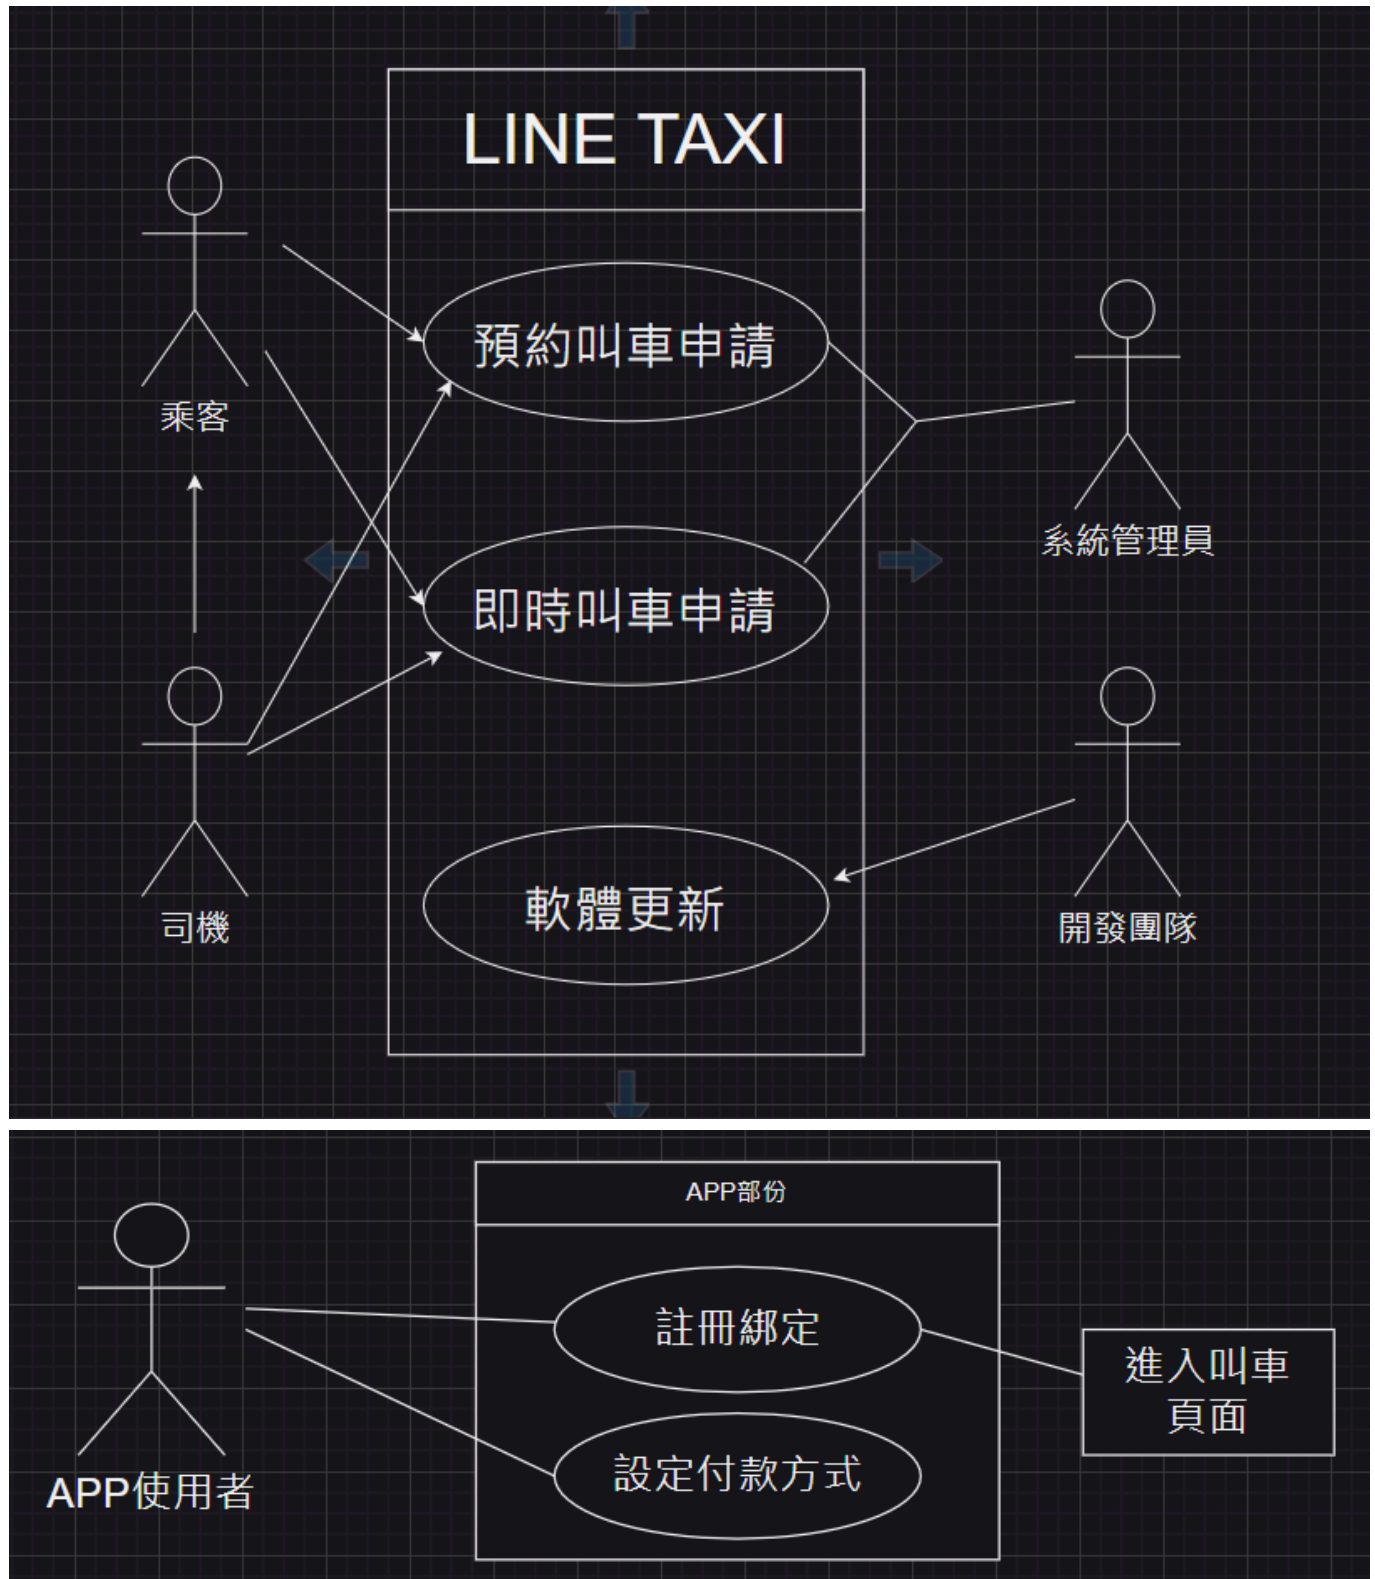 LINE TAXI
預約叫車申請
乘客
系統管理員
即時叫車申請
軟體更新
司機
開發團隊
APP部份
註冊綁定
進入叫車
頁面
設定付款方式
APP使用者